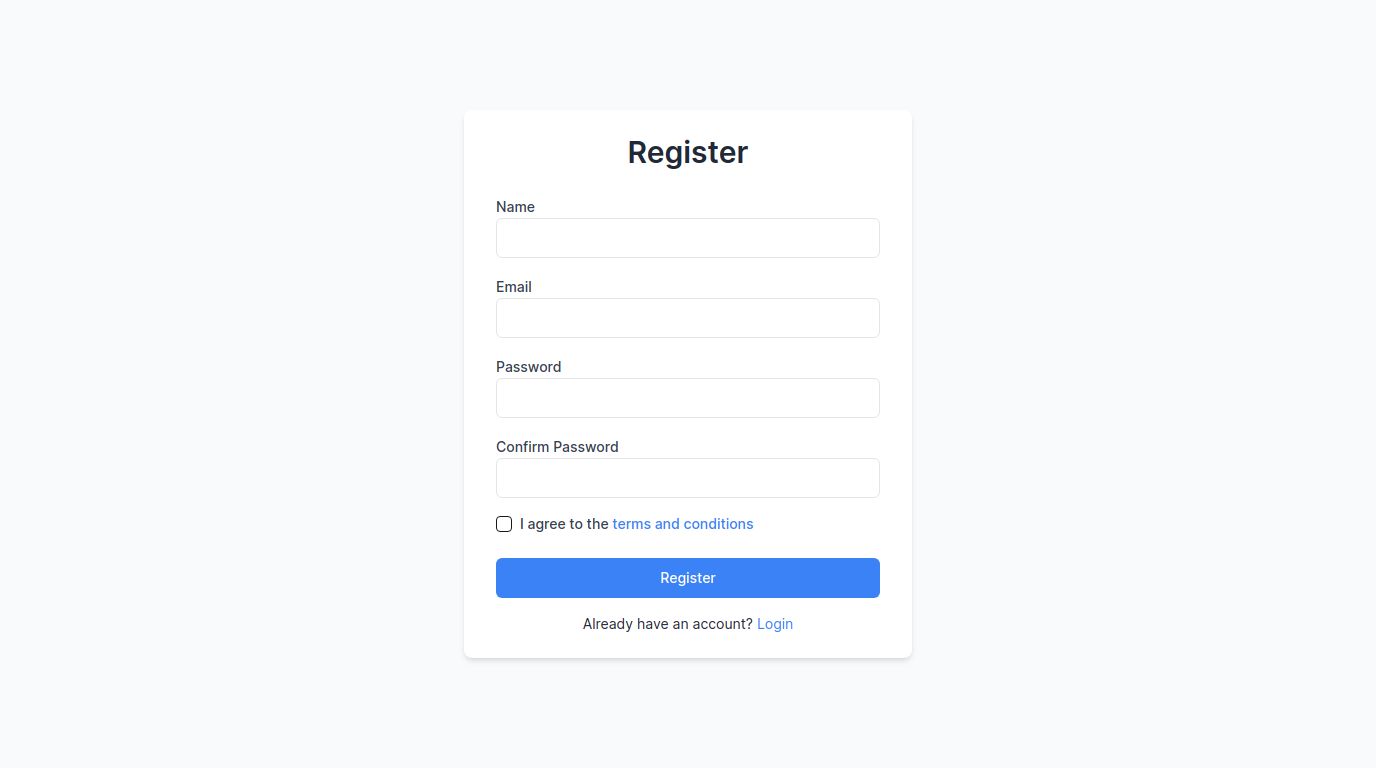 Register
Name
Email
Password
Confirm Password
I agree to the terms and conditions
Register
Already have an account? Login